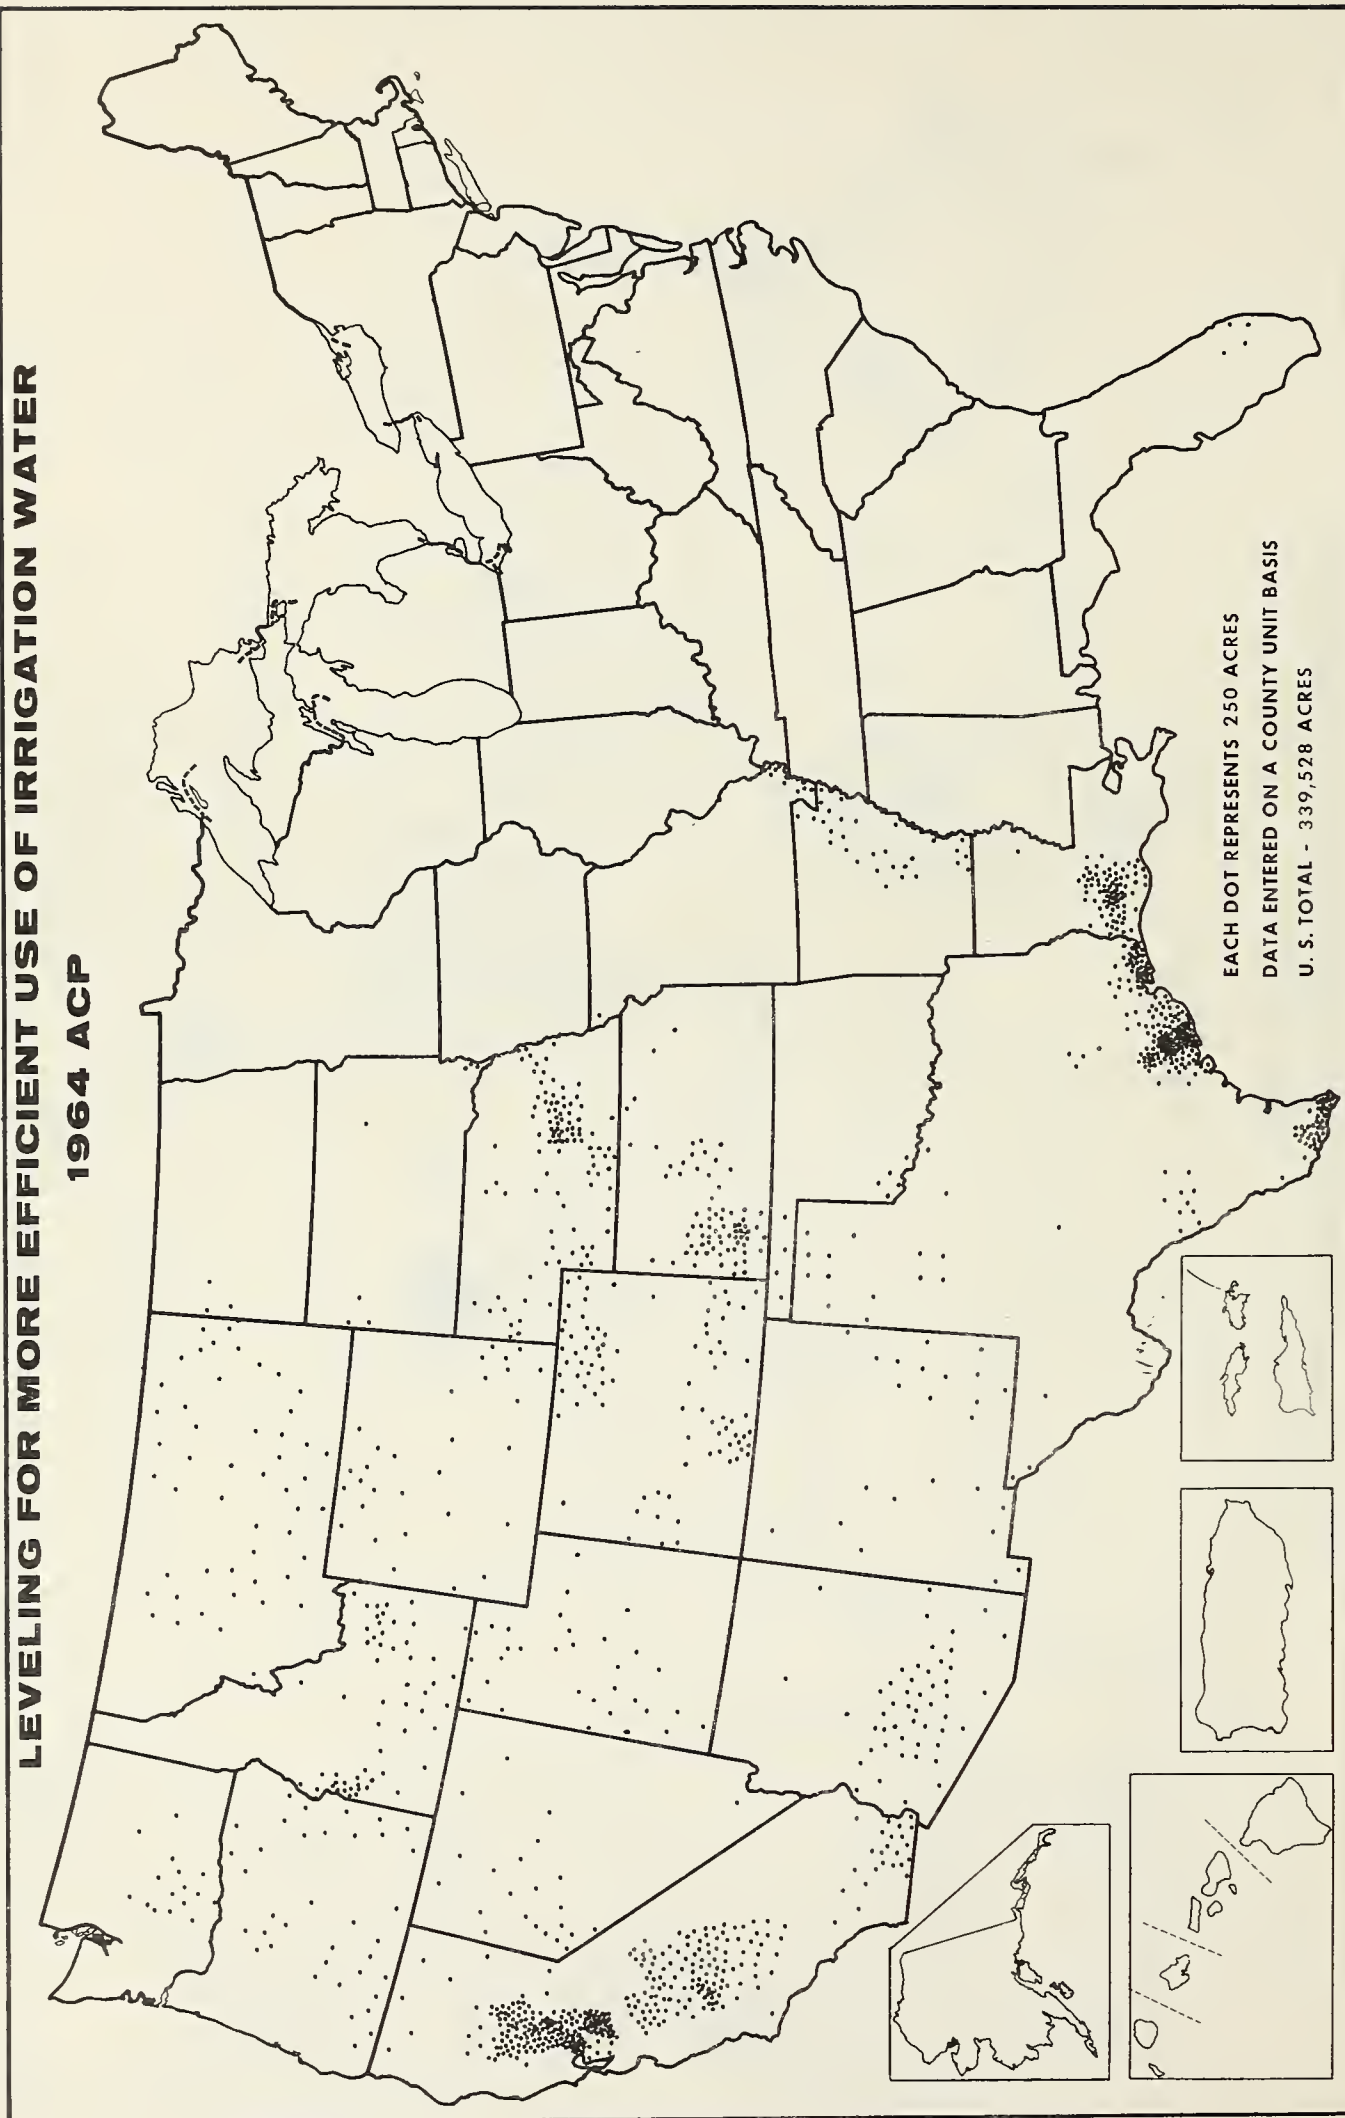 LEVELING FOR MORE EFFICIENT USE OF IRRIGATION WATER
1964 ACP
EACH DOT REPRESENTS 250 ACRES
DATA ENTERED ON A COUNTY UNIT BASIS
U. S. TOTAL - 339,528 ACRES